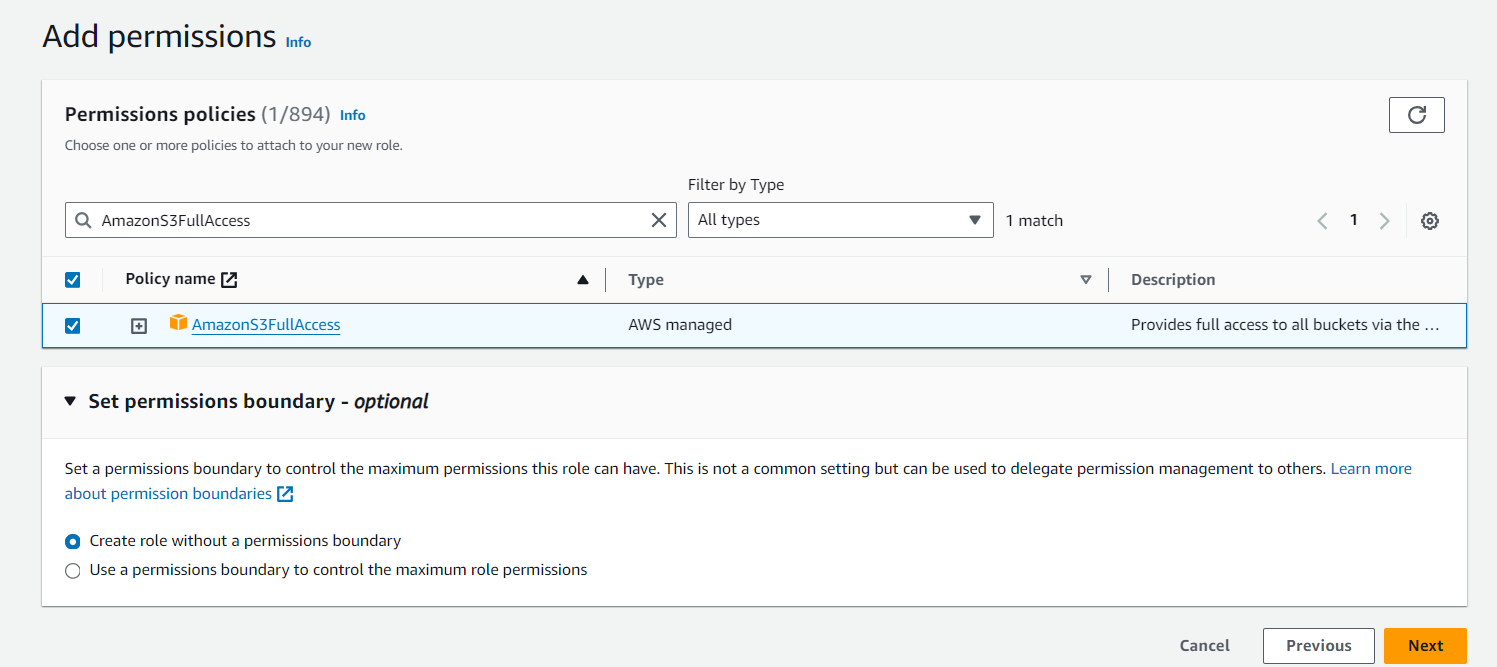 Add permissions Info
Permissions policies (1/894) Info
Choose one or more policies to attach to your new role.
Filter by Type
AmazonS3FullAccess
All types
1 match
1
Policy name
Type
Description
AmazonS3FullAccess
AWS managed
Provides full access to all buckets via the ...
Set permissions boundary - optional
Set a permissions boundary to control the maximum permissions this role can have. This is not a common setting but can be used to delegate permission management to others. Learn more
about permission boundaries
Create role without a permissions boundary
Use a permissions boundary to control the maximum role permissions
Cancel
Previous
Next